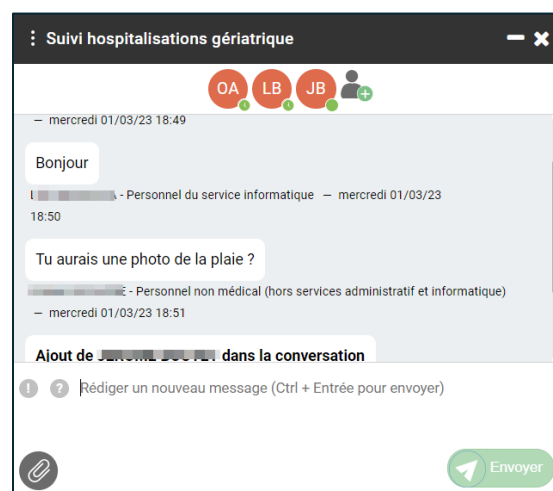 Suivi hospitalisations gériatrique
OA LB JB
— mercredi 01/03/23 18:49
Bonjour
- Personnel du service informatique — mercredi 01/03/23
18:50
Tu aurais une photo de la plaie ?
- Personnel non médical (hors services administratif et informatique)
— mercredi 01/03/23 18:51
Ajout de dans la conversation
! ? Rédiger un nouveau message (Ctrl + Entrée pour envoyer)
Envoyer